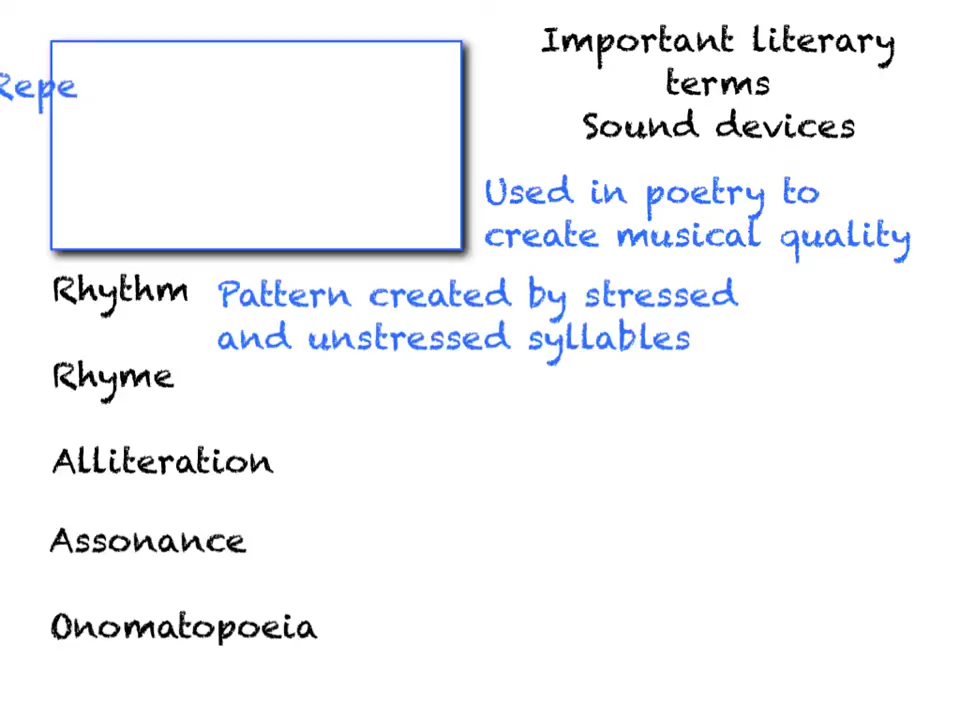 Important literary
terms
Sound devices
Repe
Used in poetry to
create musical quality
Rhythm
Pattern created by stressed
and unstressed syllables
Rhyme
Alliteration
Assonance
Onomatopoeia